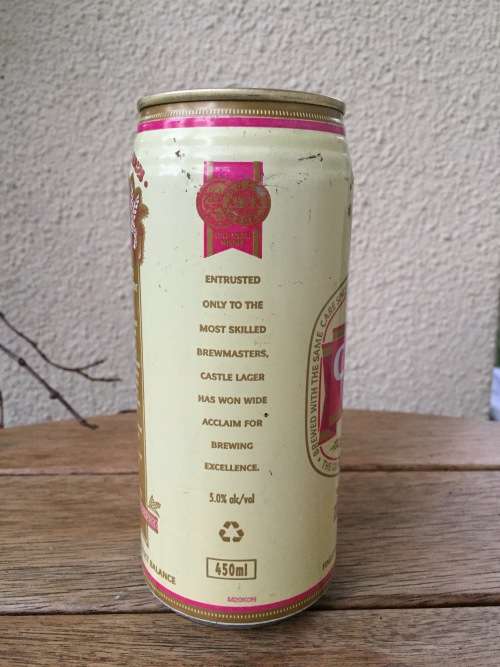 ENTRUSTED
ONLY TO THE
MOST SKILLED
BREWMASTERS,
CASTLE LAGER
HAS WON WIDE
ACCLAIM FOR
BREWING
EXCELLENCE.
5.0% alc/vol
450ml
BALANCE
BREWED WITH THE SAME CARE